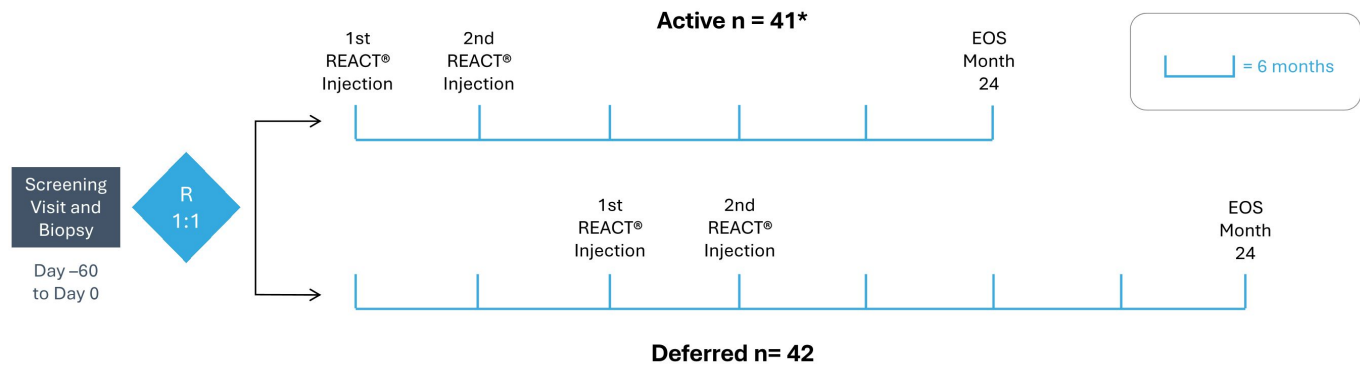 Active n = 41*
1st
REACT®
Injection
2nd
REACT®
Injection
EOS
Month
24
= 6 months
Screening
Visit and
Biopsy
R
1:1
Day –60
to Day 0
1st
REACT®
Injection
2nd
REACT®
Injection
EOS
Month
24
Deferred n= 42